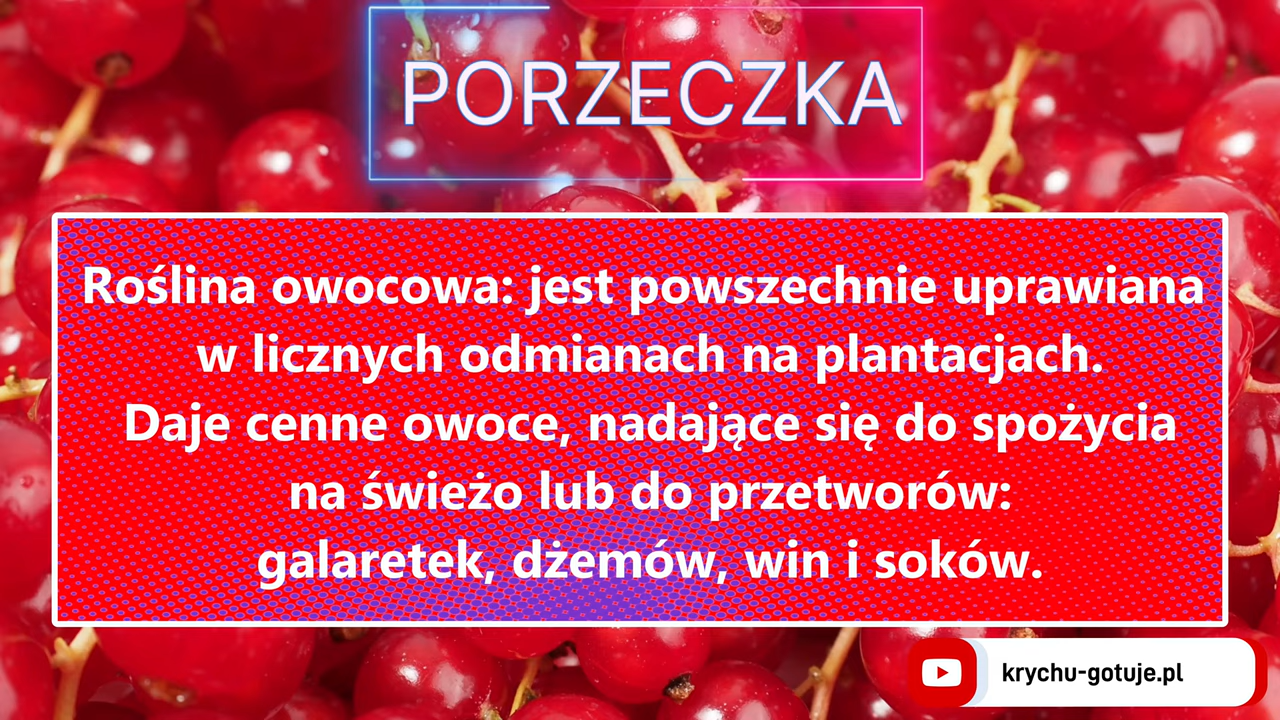 PORZECZKA
Roślina owocowa: jest powszechnie uprawiana
w licznych odmianach na plantacjach.
Daje cenne owoce, nadające się do spożycia
na świeżo lub do przetworów:
galaretek, dżemów, win i soków.
krychu-gotuje.pl